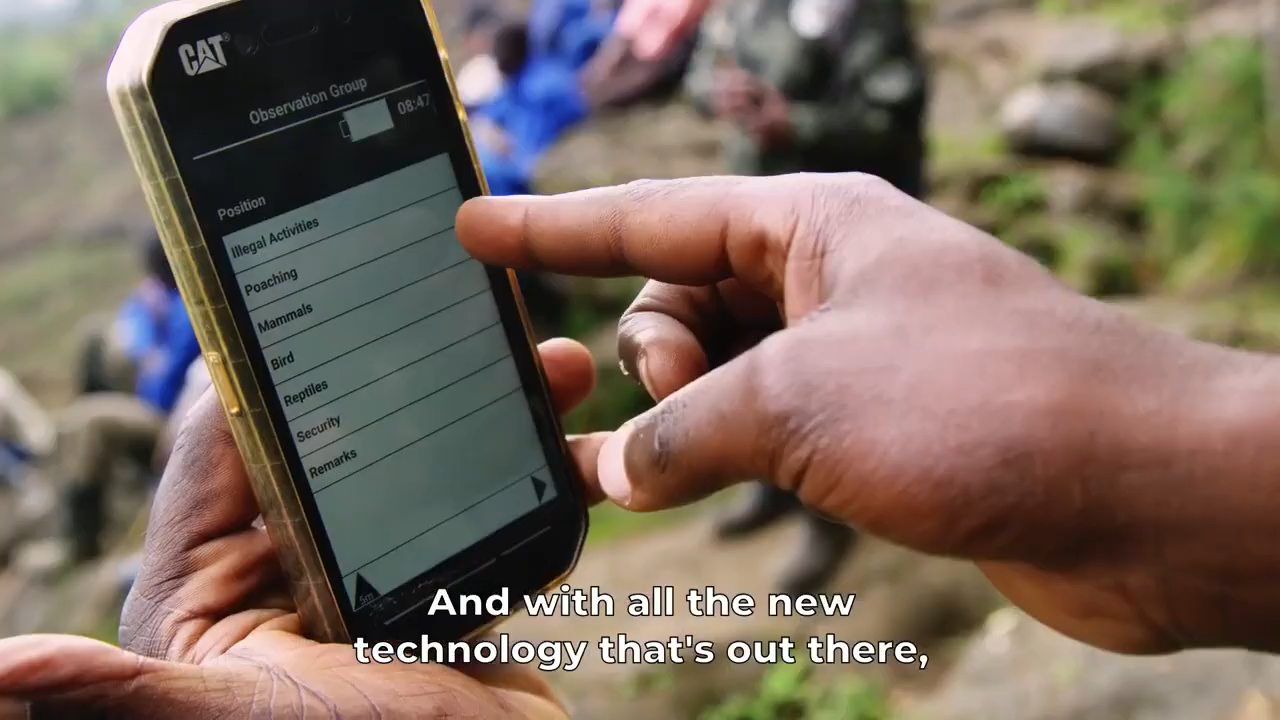 CAT
Observation Group
08:47
Position
Illegal Activities
Poaching
Mammals
Bird
Reptiles
Security
Remarks
5m
And with all the new
technology that's out there,